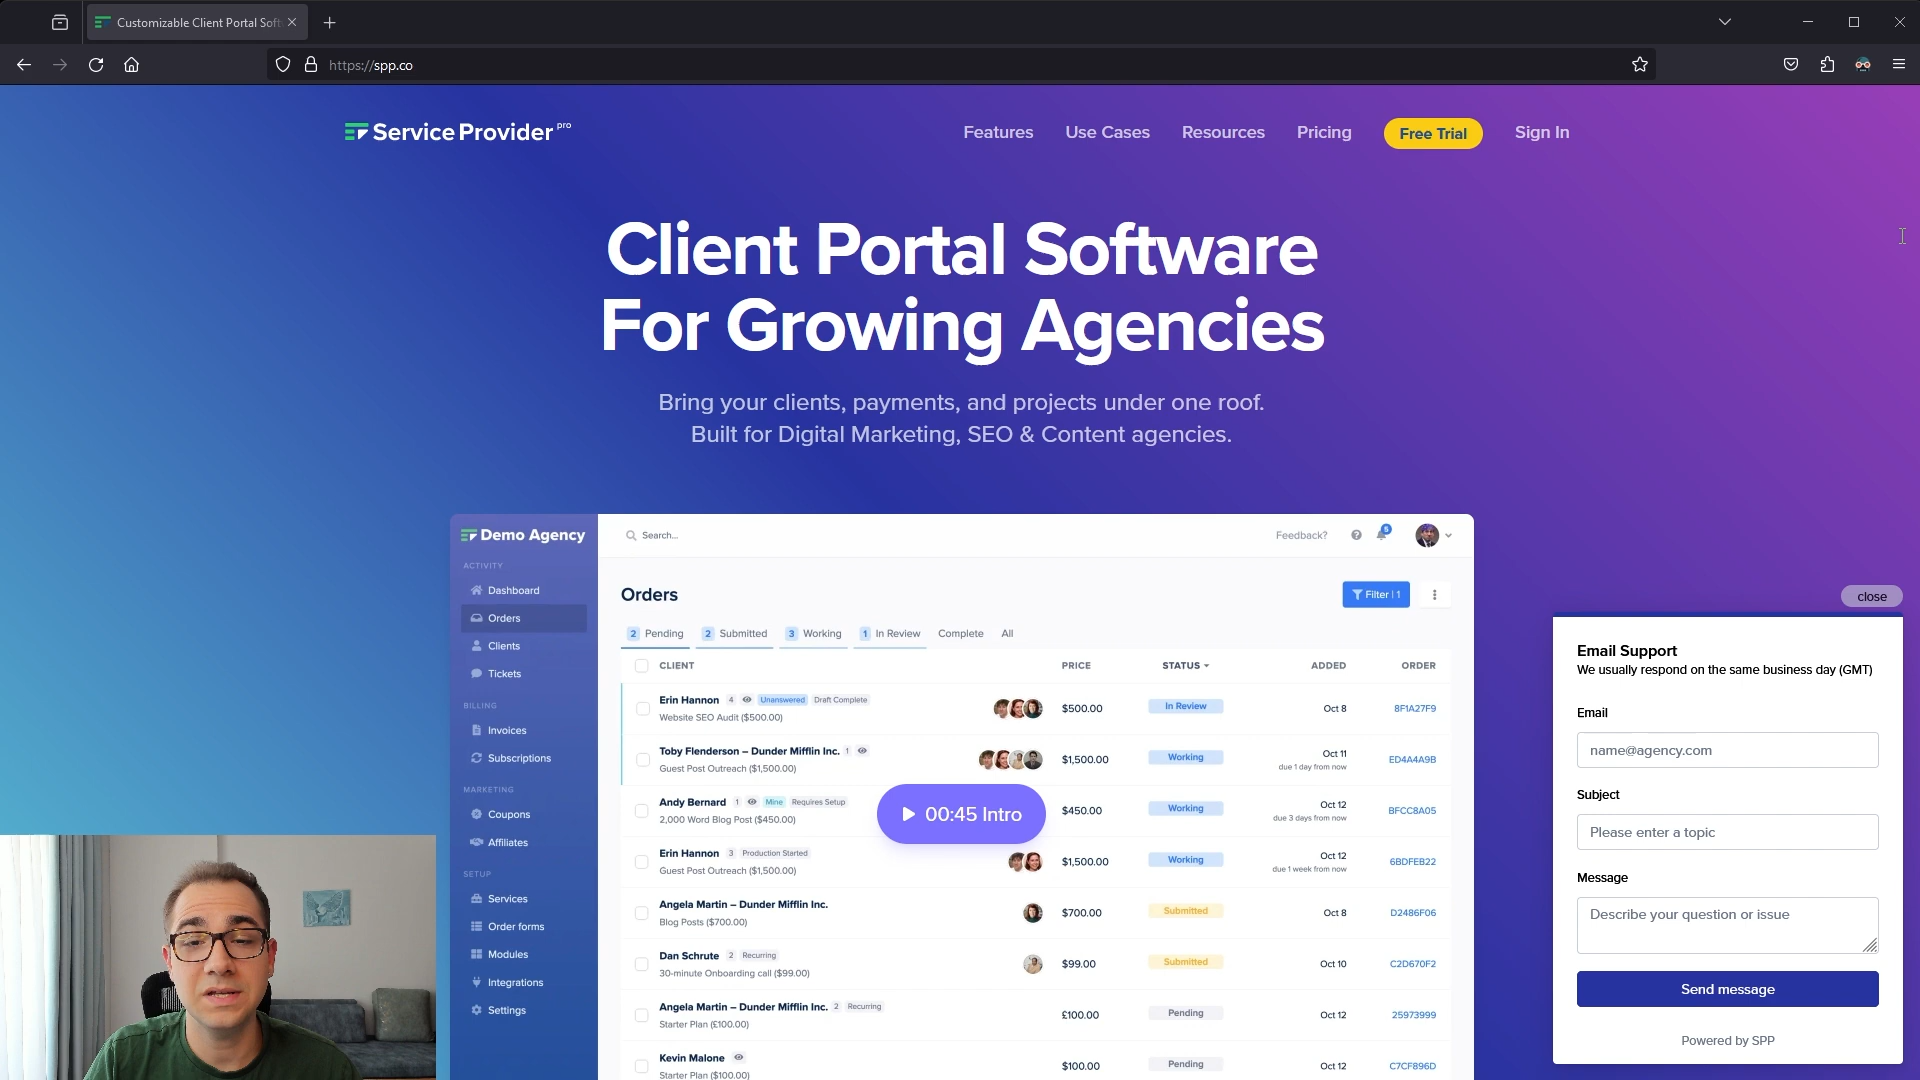 Customizable Client Portal Soft
https://spp.co
Service Provider pro
Features
Use Cases
Resources
Pricing
Free Trial
Sign In
Client Portal Software
For Growing Agencies
Bring your clients, payments, and projects under one roof.
Built for Digital Marketing, SEO & Content agencies.
Demo Agency
ACTIVITY
Dashboard
Orders
Clients
Tickets
BILLING
Invoices
Subscriptions
MARKETING
Coupons
Affiliates
SETUP
Services
Order forms
Modules
Integrations
Settings
Search...
Feedback?
5
Orders
Filter | 1
2 Pending
2 Submitted
3 Working
1 In Review
Complete
All
CLIENT PRICE STATUS ADDED ORDER
Erin Hannon 4 Unanswered Draft Complete
Website SEO Audit ($500.00)
$500.00 In Review Oct 8 8F1A27F9
Toby Flenderson – Dunder Mifflin Inc. 1
Guest Post Outreach ($1,500.00)
$1,500.00 Working Oct 11
due 1 day from now
ED4A4A9B
Andy Bernard 1 Mine Requires Setup
2,000 Word Blog Post ($450.00)
$450.00 Working Oct 12
due 3 days from now
BFCC8A05
00:45 Intro
Erin Hannon 3 Production Started
Guest Post Outreach ($1,500.00)
$1,500.00 Working Oct 12
due 1 week from now
6BDFEB22
Angela Martin – Dunder Mifflin Inc.
Blog Posts ($700.00)
$700.00 Submitted Oct 8 D2486F06
Dan Schrute 2 Recurring
30-minute Onboarding call ($99.00)
$99.00 Submitted Oct 10 C2D670F2
Angela Martin – Dunder Mifflin Inc. 2 Recurring
Starter Plan (£100.00)
£100.00 Pending Oct 12 25973999
Kevin Malone
Starter Plan ($100.00)
$100.00 Pending Oct 12 C7CF896D
close
Email Support
We usually respond on the same business day (GMT)
Email
name@agency.com
Subject
Please enter a topic
Message
Describe your question or issue
Send message
Powered by SPP